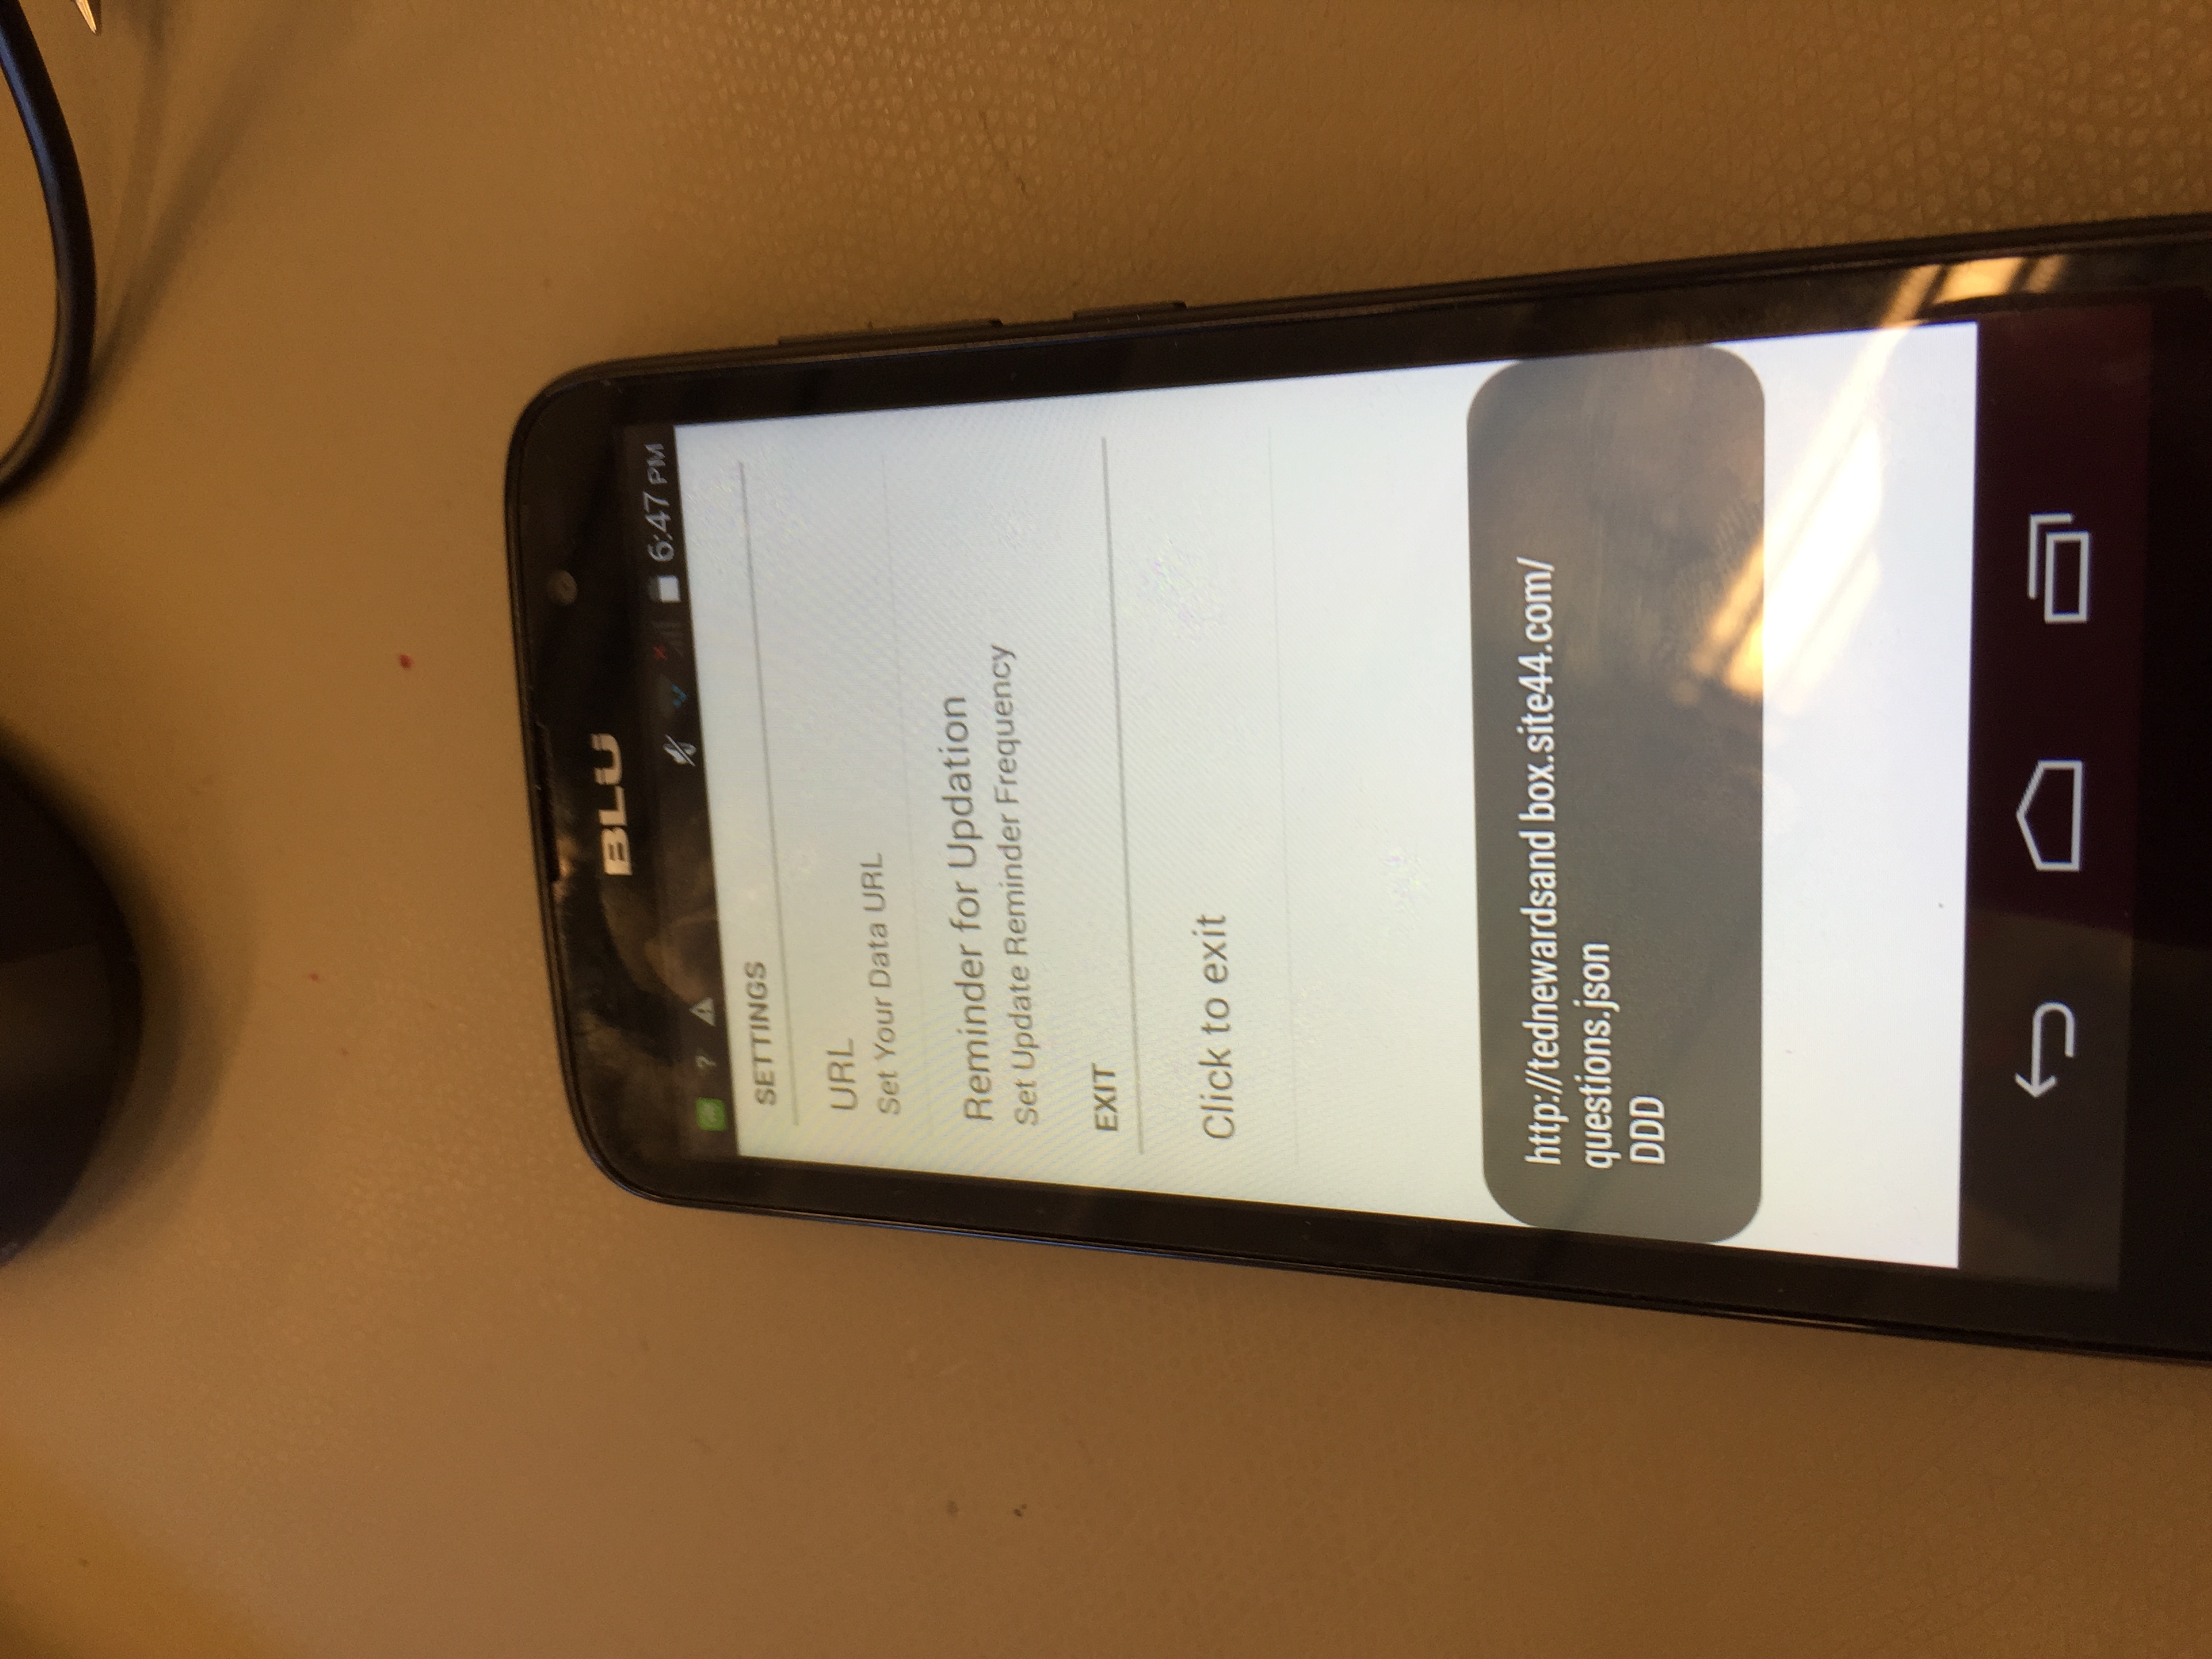 BLU
? 6:47 PM
SETTINGS
URL
Set Your Data URL
Reminder for Updation
Set Update Reminder Frequency
EXIT
Click to exit
http://tednewardsand box.site44.com/
questions.json
DDD